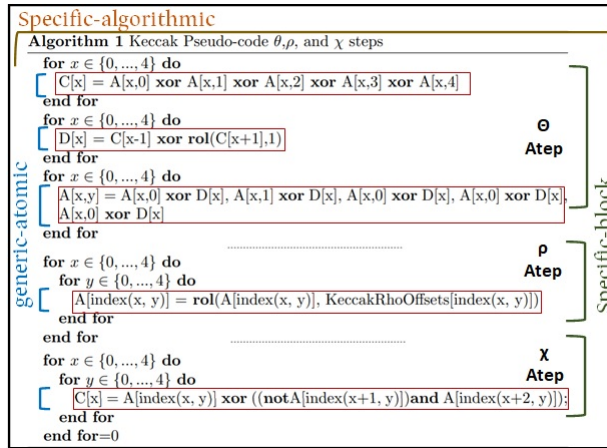 Specific-algorithmic
Algorithm 1 Keccak Pseudo-code θ,ρ, and χ steps
for x ∈ {0, ..., 4} do
C[x] = A[x,0] xor A[x,1] xor A[x,2] xor A[x,3] xor A[x,4]
end for
for x ∈ {0, ..., 4} do
D[x] = C[x-1] xor rol(C[x+1],1)
end for
Θ
Atep
for x ∈ {0, ..., 4} do
A[x,y] = A[x,0] xor D[x], A[x,1] xor D[x], A[x,0] xor D[x], A[x,0] xor D[x],
A[x,0] xor D[x]
end for
for x ∈ {0, ..., 4} do
for y ∈ {0, ..., 4} do
A[index(x, y)] = rol(A[index(x, y)], KeccakRhoOffsets[index(x, y)])
end for
end for
ρ
Atep
for x ∈ {0, ..., 4} do
for y ∈ {0, ..., 4} do
C[x] = A[index(x, y)] xor ((notA[index(x+1, y)])and A[index(x+2, y)]);
end for
end for=0
χ
Atep
generic-atomic
Specific-block